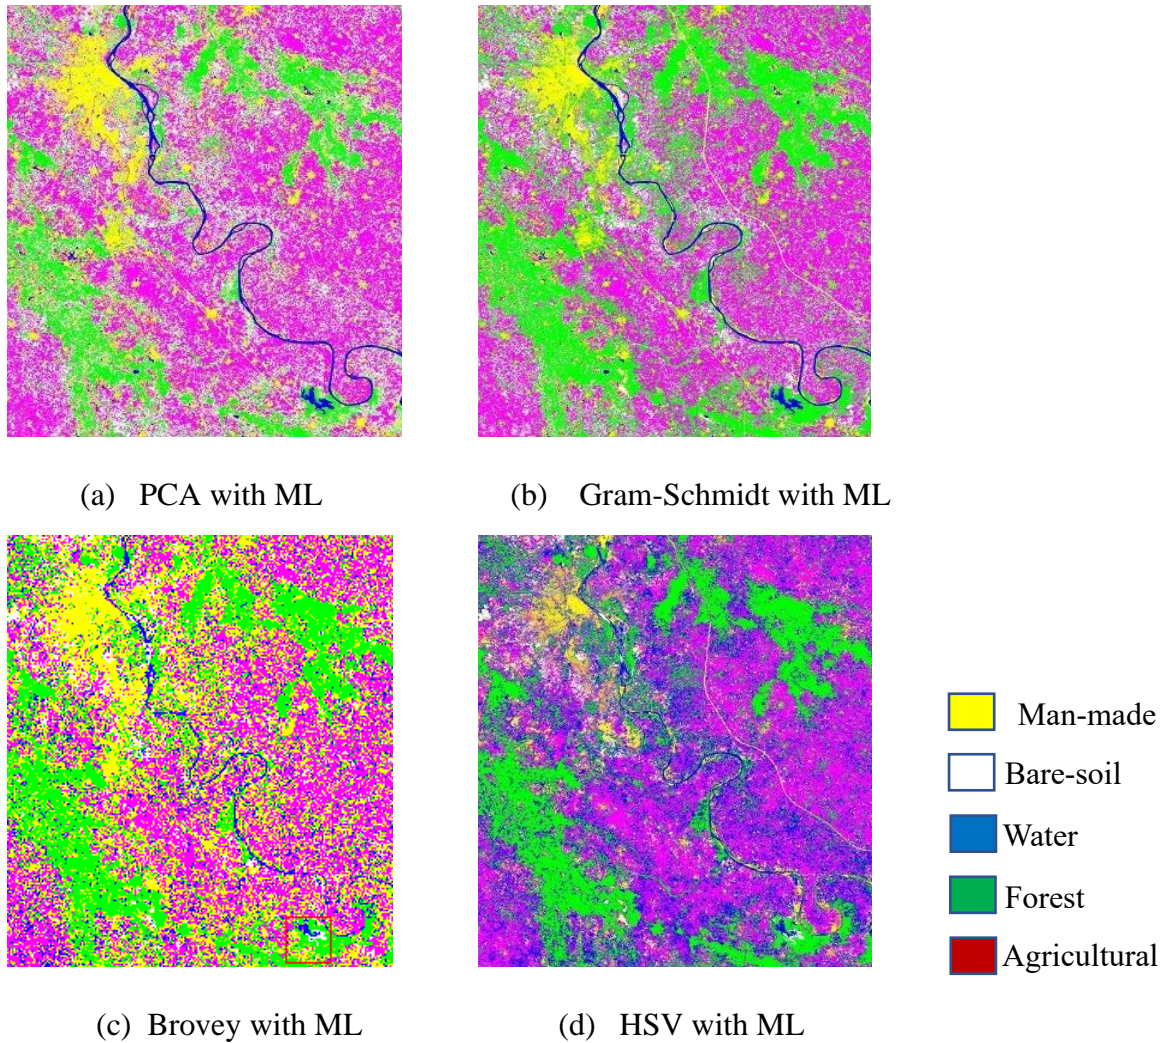 (a) PCA with ML
(b) Gram-Schmidt with ML
(c) Brovey with ML
(d) HSV with ML
Man-made
Bare-soil
Water
Forest
Agricultural